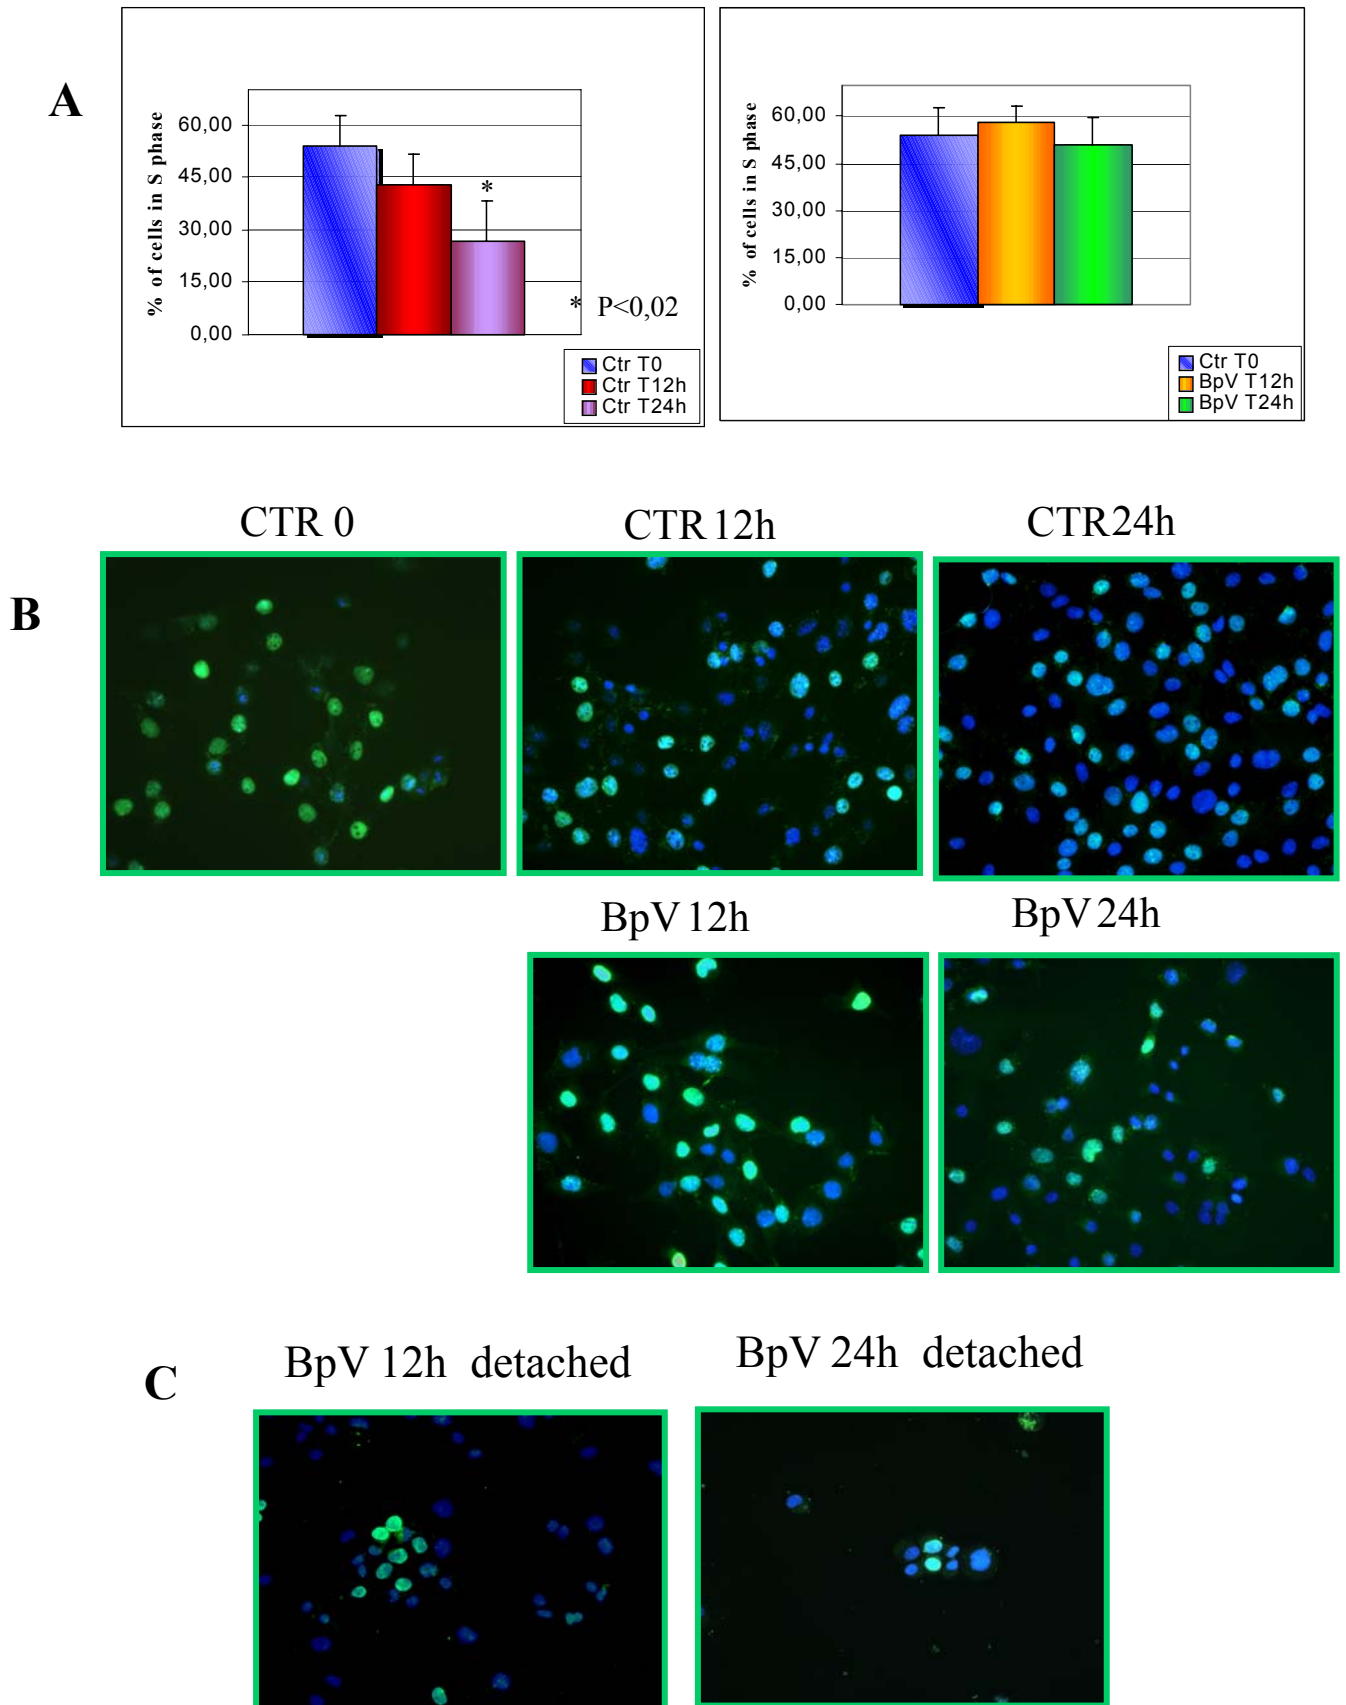 A
% of cells in S phase
60,00
45,00
30,00
15,00
0,00
*
* P<0,02
Ctr T0
Ctr T12h
Ctr T24h
% of cells in S phase
60,00
45,00
30,00
15,00
0,00
Ctr T0
BpV T12h
BpV T24h
B
CTR 0
CTR 12h
CTR 24h
BpV 12h
BpV 24h
C
BpV 12h detached
BpV 24h detached